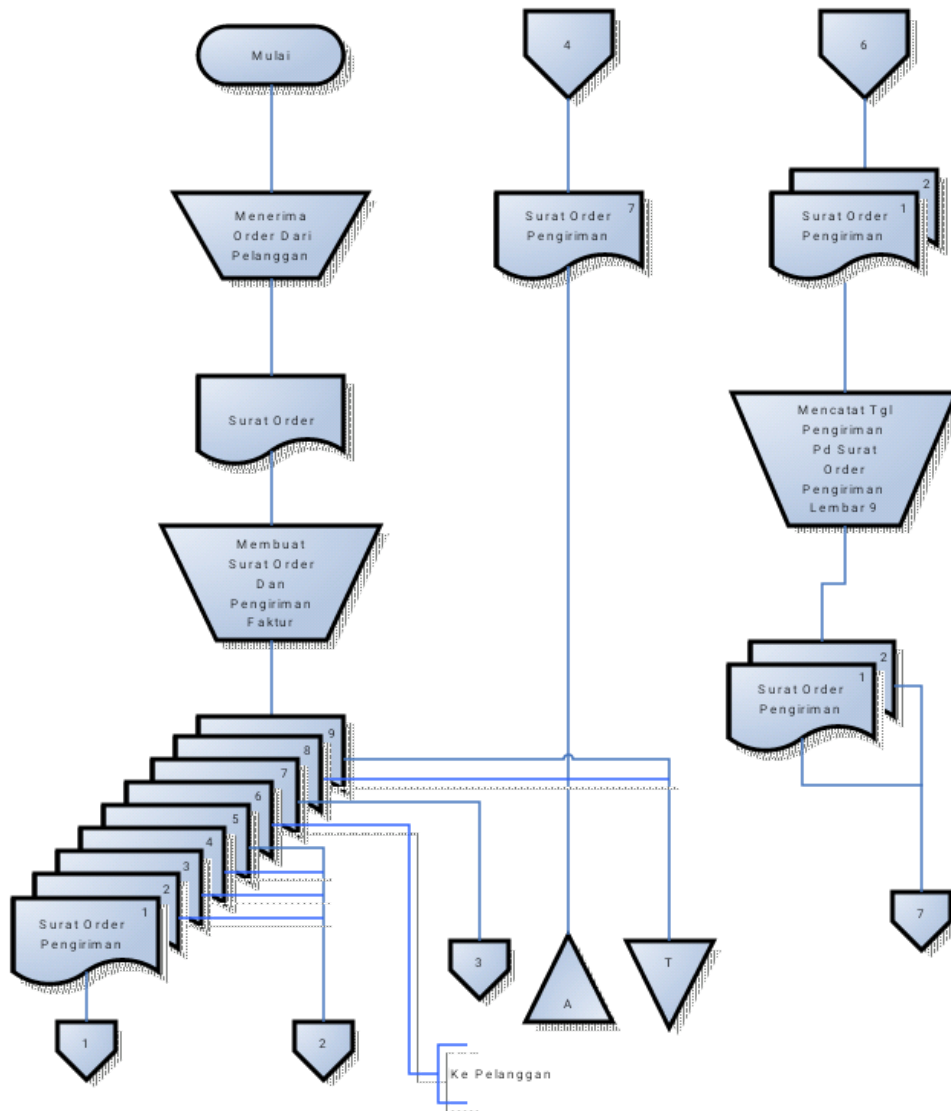 Mulai
Menerima
Order Dari
Pelanggan
Surat Order
Membuat
Surat Order
Dan
Pengiriman
Faktur
9
8
7
6
5
4
3
2
1
Surat Order
Pengiriman
1
2
3
A
T
Ke Pelanggan
4
7
Surat Order
Pengiriman
6
2
1
Surat Order
Pengiriman
Mencatat Tgl
Pengiriman
Pd Surat
Order
Pengiriman
Lembar 9
2
1
Surat Order
Pengiriman
7